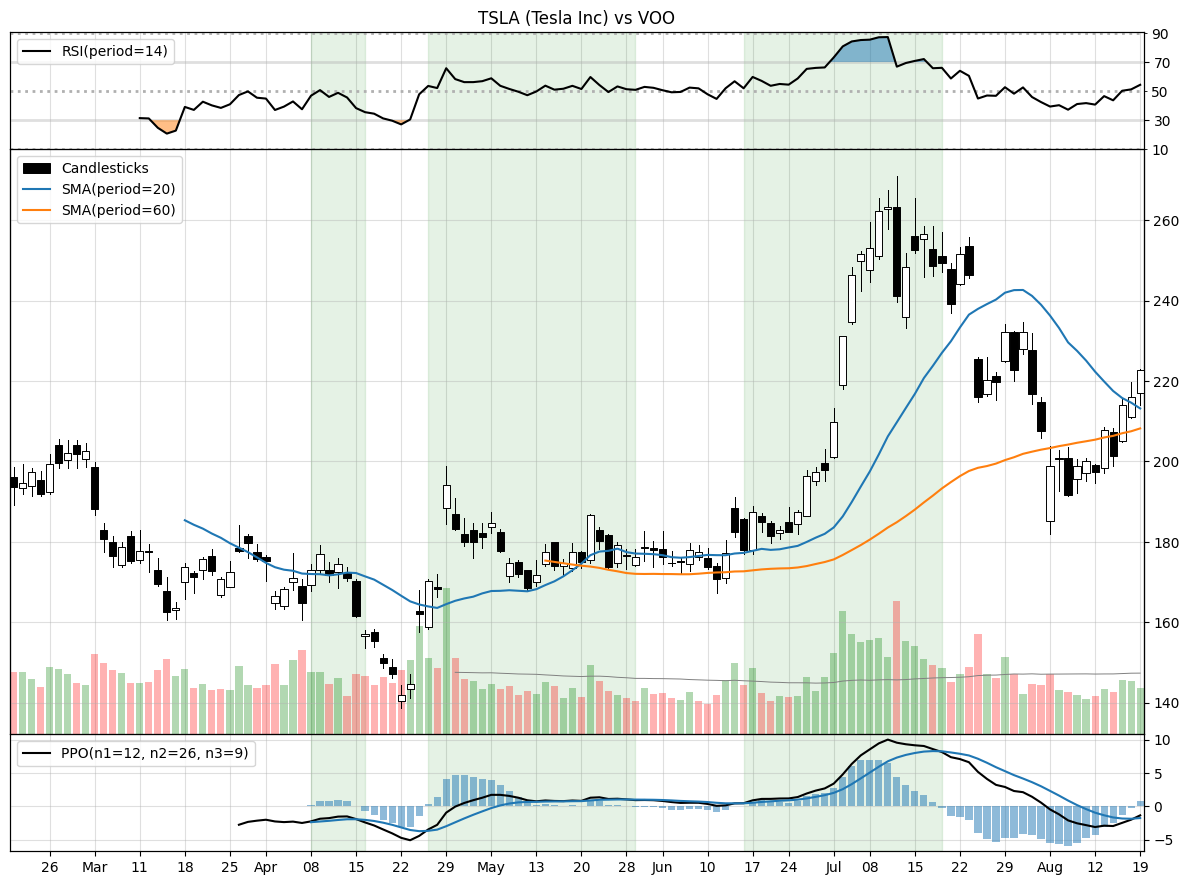 TSLA (Tesla Inc) vs VOO
RSI(period=14)
90
70
50
30
10
Candlesticks
SMA(period=20)
SMA(period=60)
260
240
220
200
180
160
140
PPO(n1=12, n2=26, n3=9)
10
5
0
−5
26 Mar 11 15 25 Apr 08 15 22 29 May 13 20 28 Jun 10 17 24 Jul 08 15 22 29 Aug 12 19